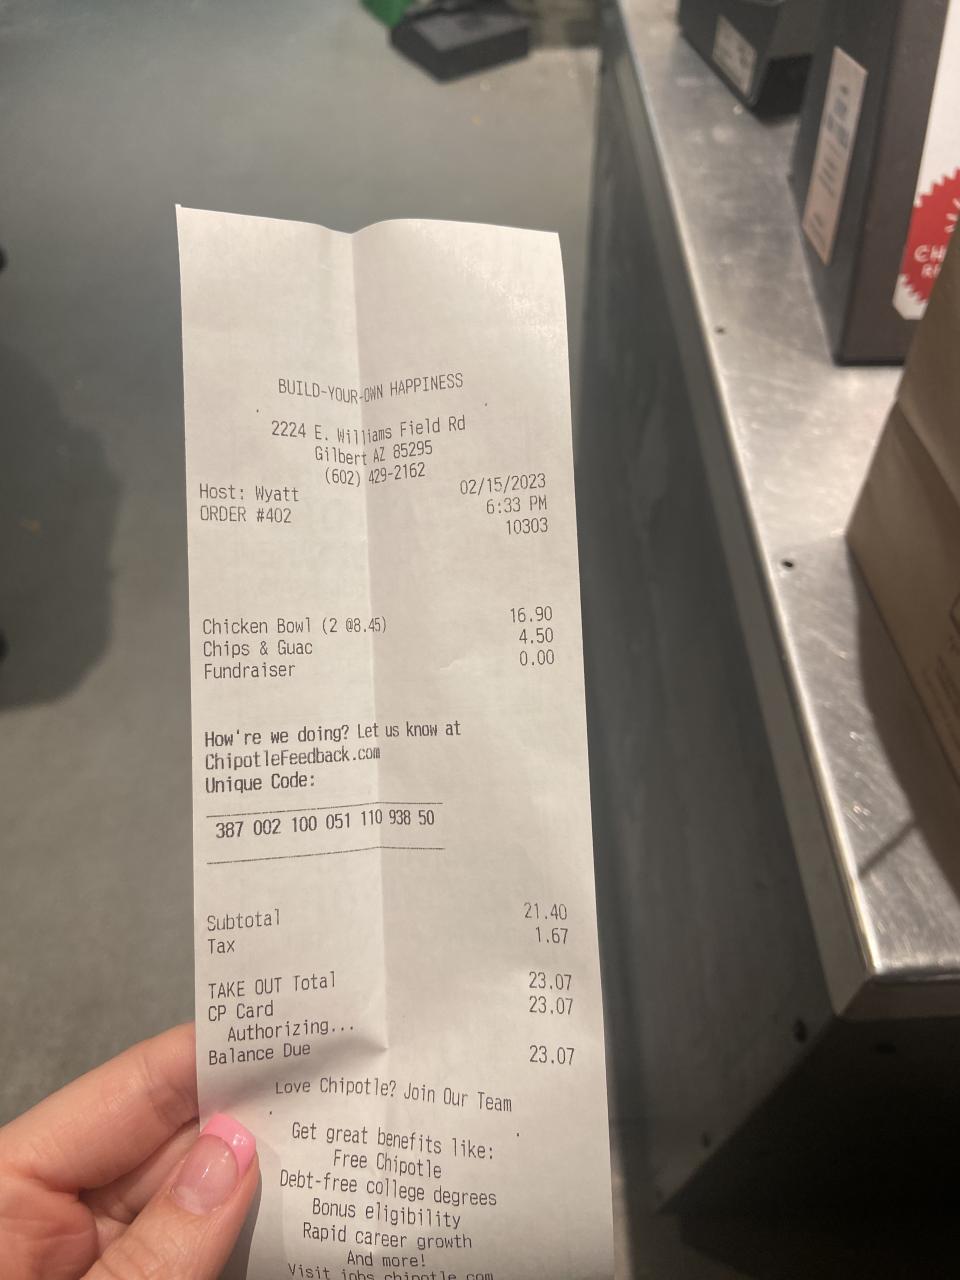 BUILD-YOUR-OWN HAPPINESS
2224 E. Williams Field Rd
Gilbert AZ 85295
(602) 429-2162
Host: Wyatt 02/15/2023
ORDER #402 6:33 PM
10303
Chicken Bowl (2 @8.45) 16.90
Chips & Guac 4.50
Fundraiser 0.00
How're we doing? Let us know at
ChipotleFeedback.com
Unique Code:
387 002 100 051 110 938 50
Subtotal 21.40
Tax 1.67
TAKE OUT Total 23.07
CP Card 23.07
Authorizing...
Balance Due 23.07
Love Chipotle? Join Our Team
Get great benefits like:
Free Chipotle
Debt-free college degrees
Bonus eligibility
Rapid career growth
And more!
Visit jobs.chipotle.com
CH